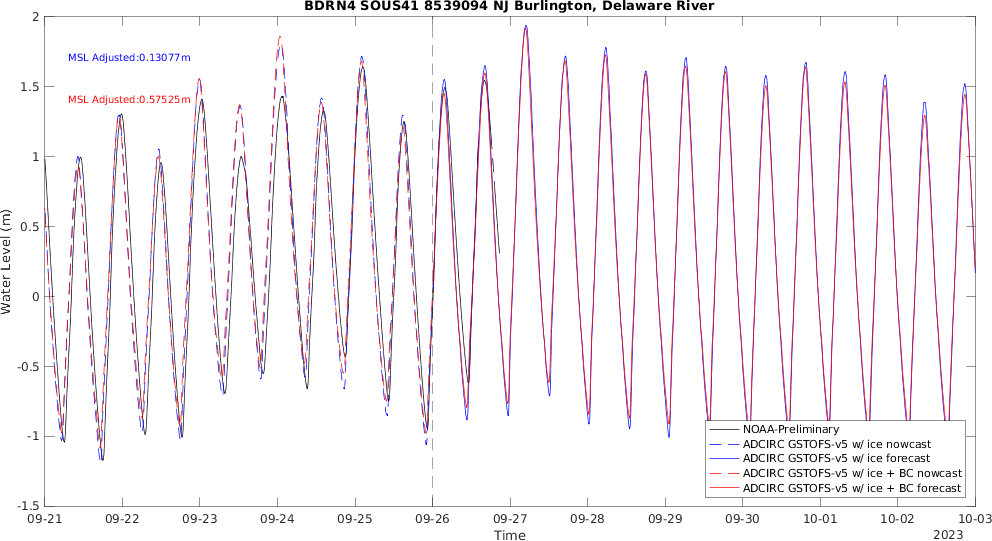 BDRN4 SOUS41 8539094 NJ Burlington, Delaware River
2
1.5
1
0.5
0
-0.5
-1
-1.5
Water Level (m)
MSL Adjusted:0.13077m
MSL Adjusted:0.57525m
NOAA-Preliminary
ADCIRC GSTOFS-v5 w/ ice nowcast
ADCIRC GSTOFS-v5 w/ ice forecast
ADCIRC GSTOFS-v5 w/ ice + BC nowcast
ADCIRC GSTOFS-v5 w/ ice + BC forecast
09-21 09-22 09-23 09-24 09-25 09-26 09-27 09-28 09-29 09-30 10-01 10-02 10-03
Time
2023